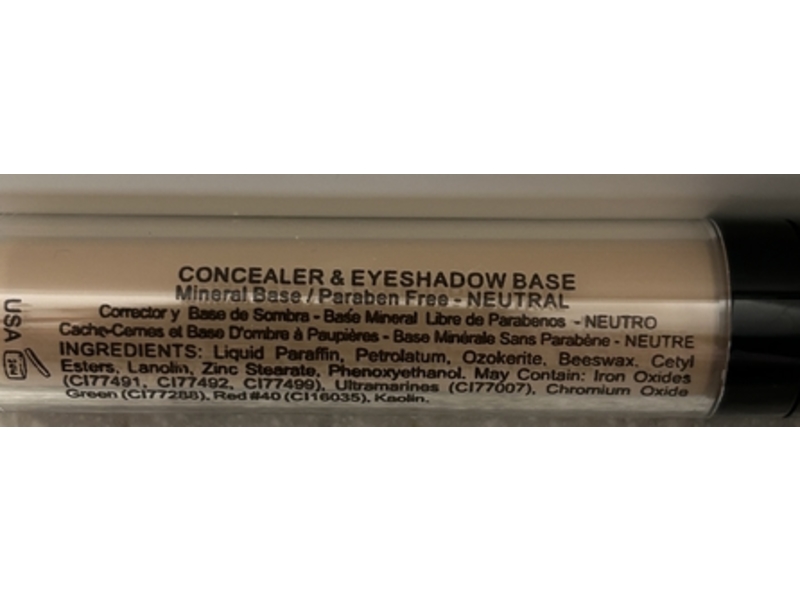 CONCEALER & EYESHADOW BASE
Mineral Base / Paraben Free - NEUTRAL
Corrector y Base de Sombra - Base Mineral Libre de Parabenos - NEUTRO
Cache-Cernes et Base D'ombre à Paupières - Base Minérale Sans Parabène - NEUTRE
INGREDIENTS: Liquid Paraffin, Petrolatum, Ozokerite, Beeswax, Cetyl
Esters, Lanolin, Zinc Stearate, Phenoxyethanol. May Contain: Iron Oxides
(CI77491, CI77492, CI77499), Ultramarines (CI77007), Chromium Oxide
Green (CI77288), Red #40 (CI16035), Kaolin.
USA